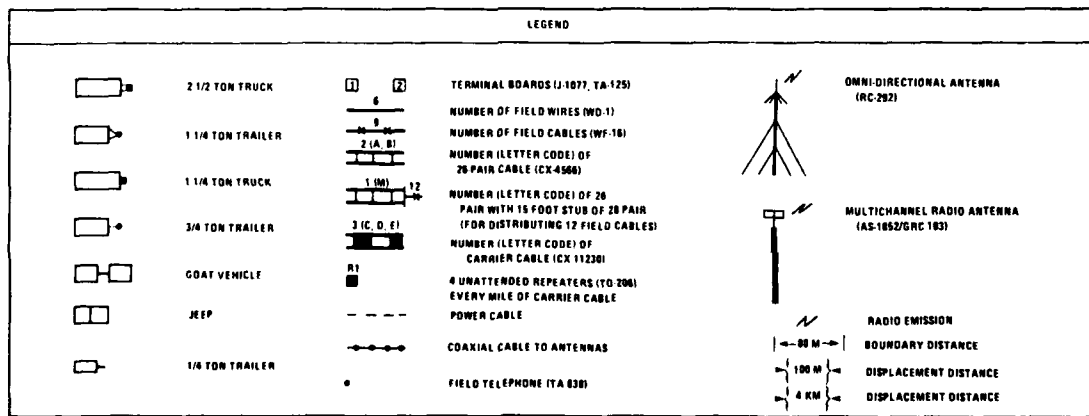 LEGEND
2 1/2 TON TRUCK
1 1/4 TON TRAILER
1 1/4 TON TRUCK
3/4 TON TRAILER
GOAT VEHICLE
JEEP
1/4 TON TRAILER
1 2 TERMINAL BOARDS (J-1077, TA-125)
6
NUMBER OF FIELD WIRES (WD-1)
9
NUMBER OF FIELD CABLES (WF-16)
2 (A, B)
NUMBER (LETTER CODE) OF
26 PAIR CABLE (CX-4566)
1 (M) 12
NUMBER (LETTER CODE) OF 26
PAIR WITH 15 FOOT STUB OF 28 PAIR
(FOR DISTRIBUTING 12 FIELD CABLES)
3 (C, D, E)
NUMBER (LETTER CODE) OF
CARRIER CABLE (CX 11230)
R1
4 UNATTENDED REPEATERS (TD-206)
EVERY MILE OF CARRIER CABLE
POWER CABLE
COAXIAL CABLE TO ANTENNAS
FIELD TELEPHONE (TA 838)
OMNI-DIRECTIONAL ANTENNA
(RC-292)
MULTICHANNEL RADIO ANTENNA
(AS-1852/GRC 103)
RADIO EMISSION
80 M BOUNDARY DISTANCE
100 M DISPLACEMENT DISTANCE
4 KM DISPLACEMENT DISTANCE